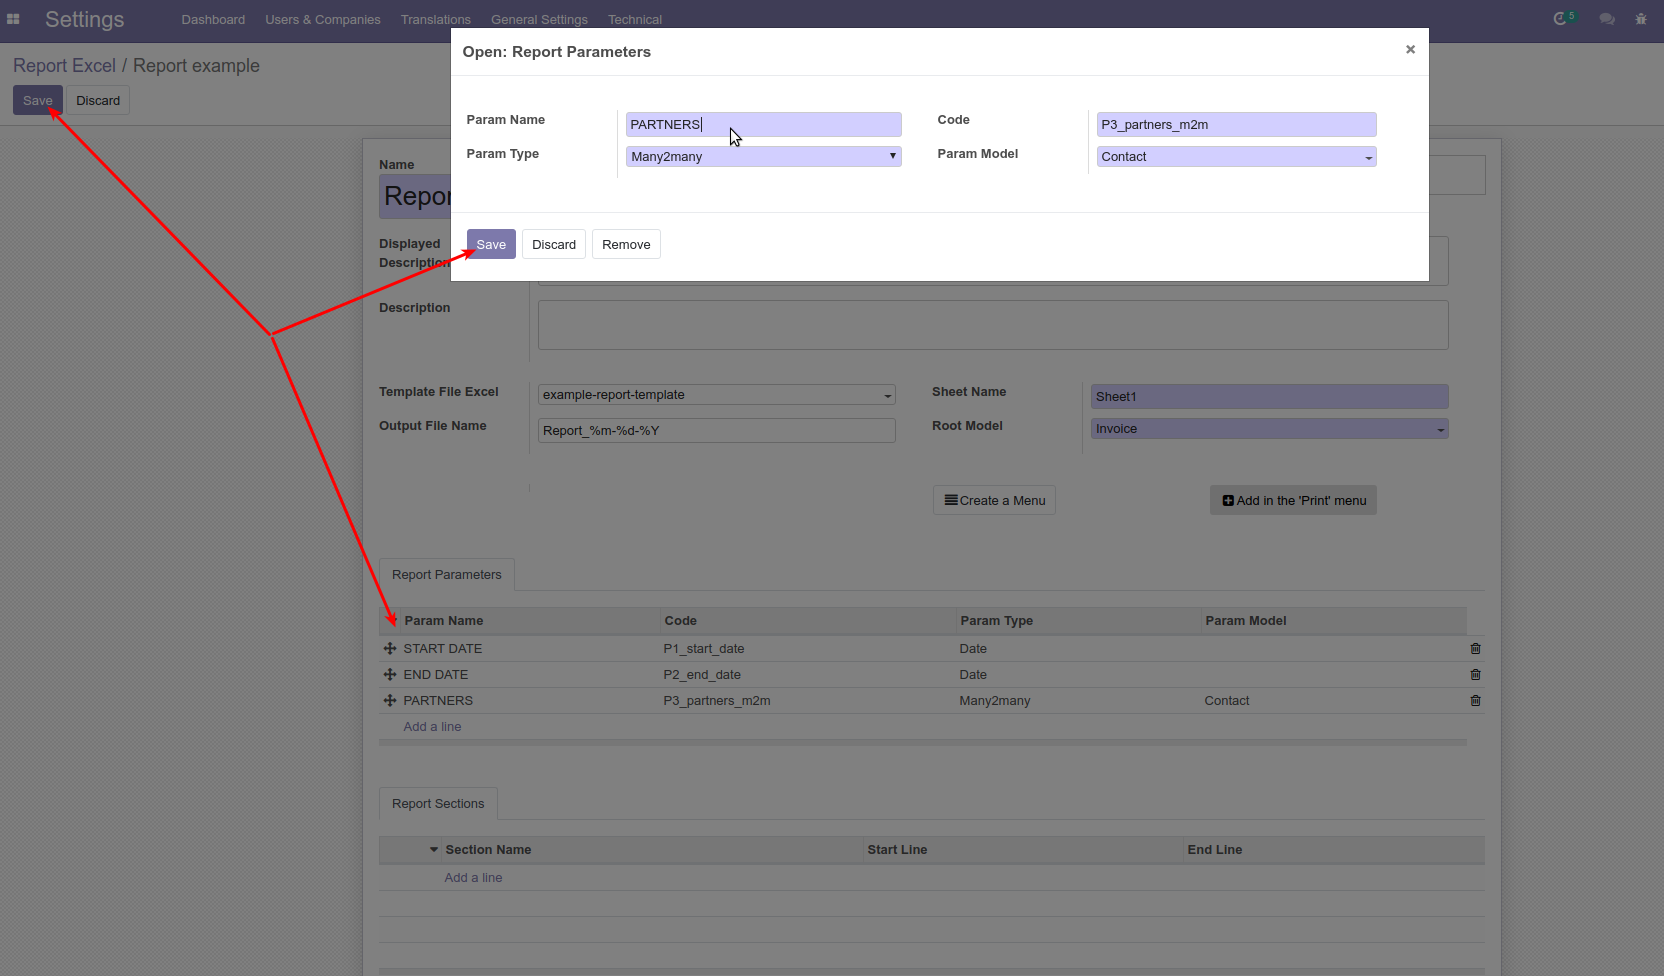 Settings Dashboard Users & Companies Translations General Settings Technical 5
Open: Report Parameters ×
Report Excel / Report example
Save Discard
Param Name PARTNERS Code P3_partners_m2m
Param Type Many2many Param Model Contact
Name
Repor
Save Discard Remove
Displayed
Description
Description
Template File Excel example-report-template Sheet Name Sheet1
Output File Name Report_%m-%d-%Y Root Model Invoice
Create a Menu Add in the 'Print' menu
Report Parameters
Param Name Code Param Type Param Model
START DATE P1_start_date Date
END DATE P2_end_date Date
PARTNERS P3_partners_m2m Many2many Contact
Add a line
Report Sections
Section Name Start Line End Line
Add a line